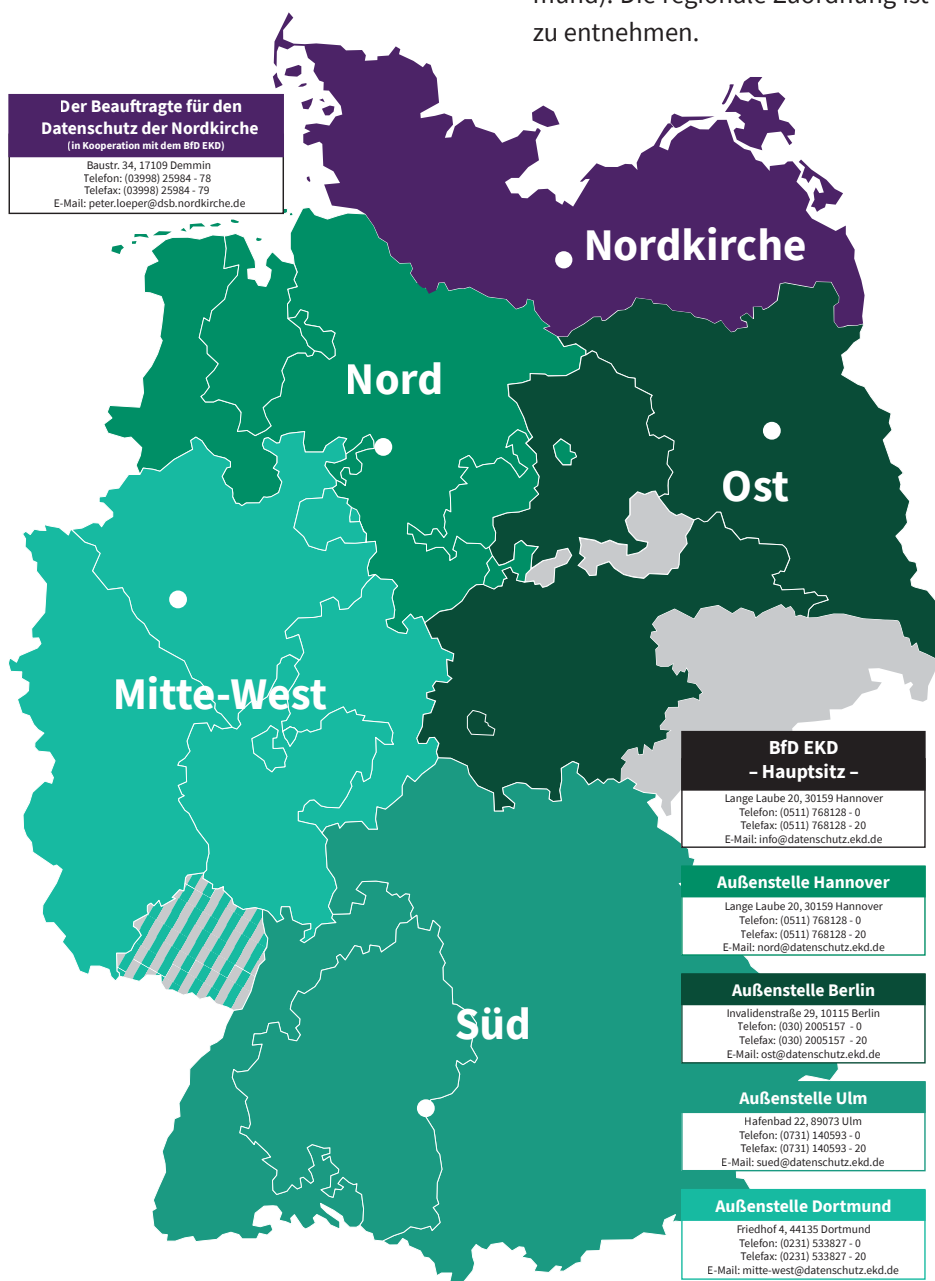 mund). Die regionale Zuordnung ist
zu entnehmen.
Der Beauftragte für den
Datenschutz der Nordkirche
(in Kooperation mit dem BfD EKD)
Baustr. 34, 17109 Demmin
Telefon: (03998) 25984 - 78
Telefax: (03998) 25984 - 79
E-Mail: peter.loeper@dsb.nordkirche.de
Nordkirche
Nord
Ost
Mitte-West
Süd
BfD EKD
– Hauptsitz –
Lange Laube 20, 30159 Hannover
Telefon: (0511) 768128 - 0
Telefax: (0511) 768128 - 20
E-Mail: info@datenschutz.ekd.de
Außenstelle Hannover
Lange Laube 20, 30159 Hannover
Telefon: (0511) 768128 - 0
Telefax: (0511) 768128 - 20
E-Mail: nord@datenschutz.ekd.de
Außenstelle Berlin
Invalidenstraße 29, 10115 Berlin
Telefon: (030) 2005157 - 0
Telefax: (030) 2005157 - 20
E-Mail: ost@datenschutz.ekd.de
Außenstelle Ulm
Hafenbad 22, 89073 Ulm
Telefon: (0731) 140593 - 0
Telefax: (0731) 140593 - 20
E-Mail: sued@datenschutz.ekd.de
Außenstelle Dortmund
Friedhof 4, 44135 Dortmund
Telefon: (0231) 533827 - 0
Telefax: (0231) 533827 - 20
E-Mail: mitte-west@datenschutz.ekd.de